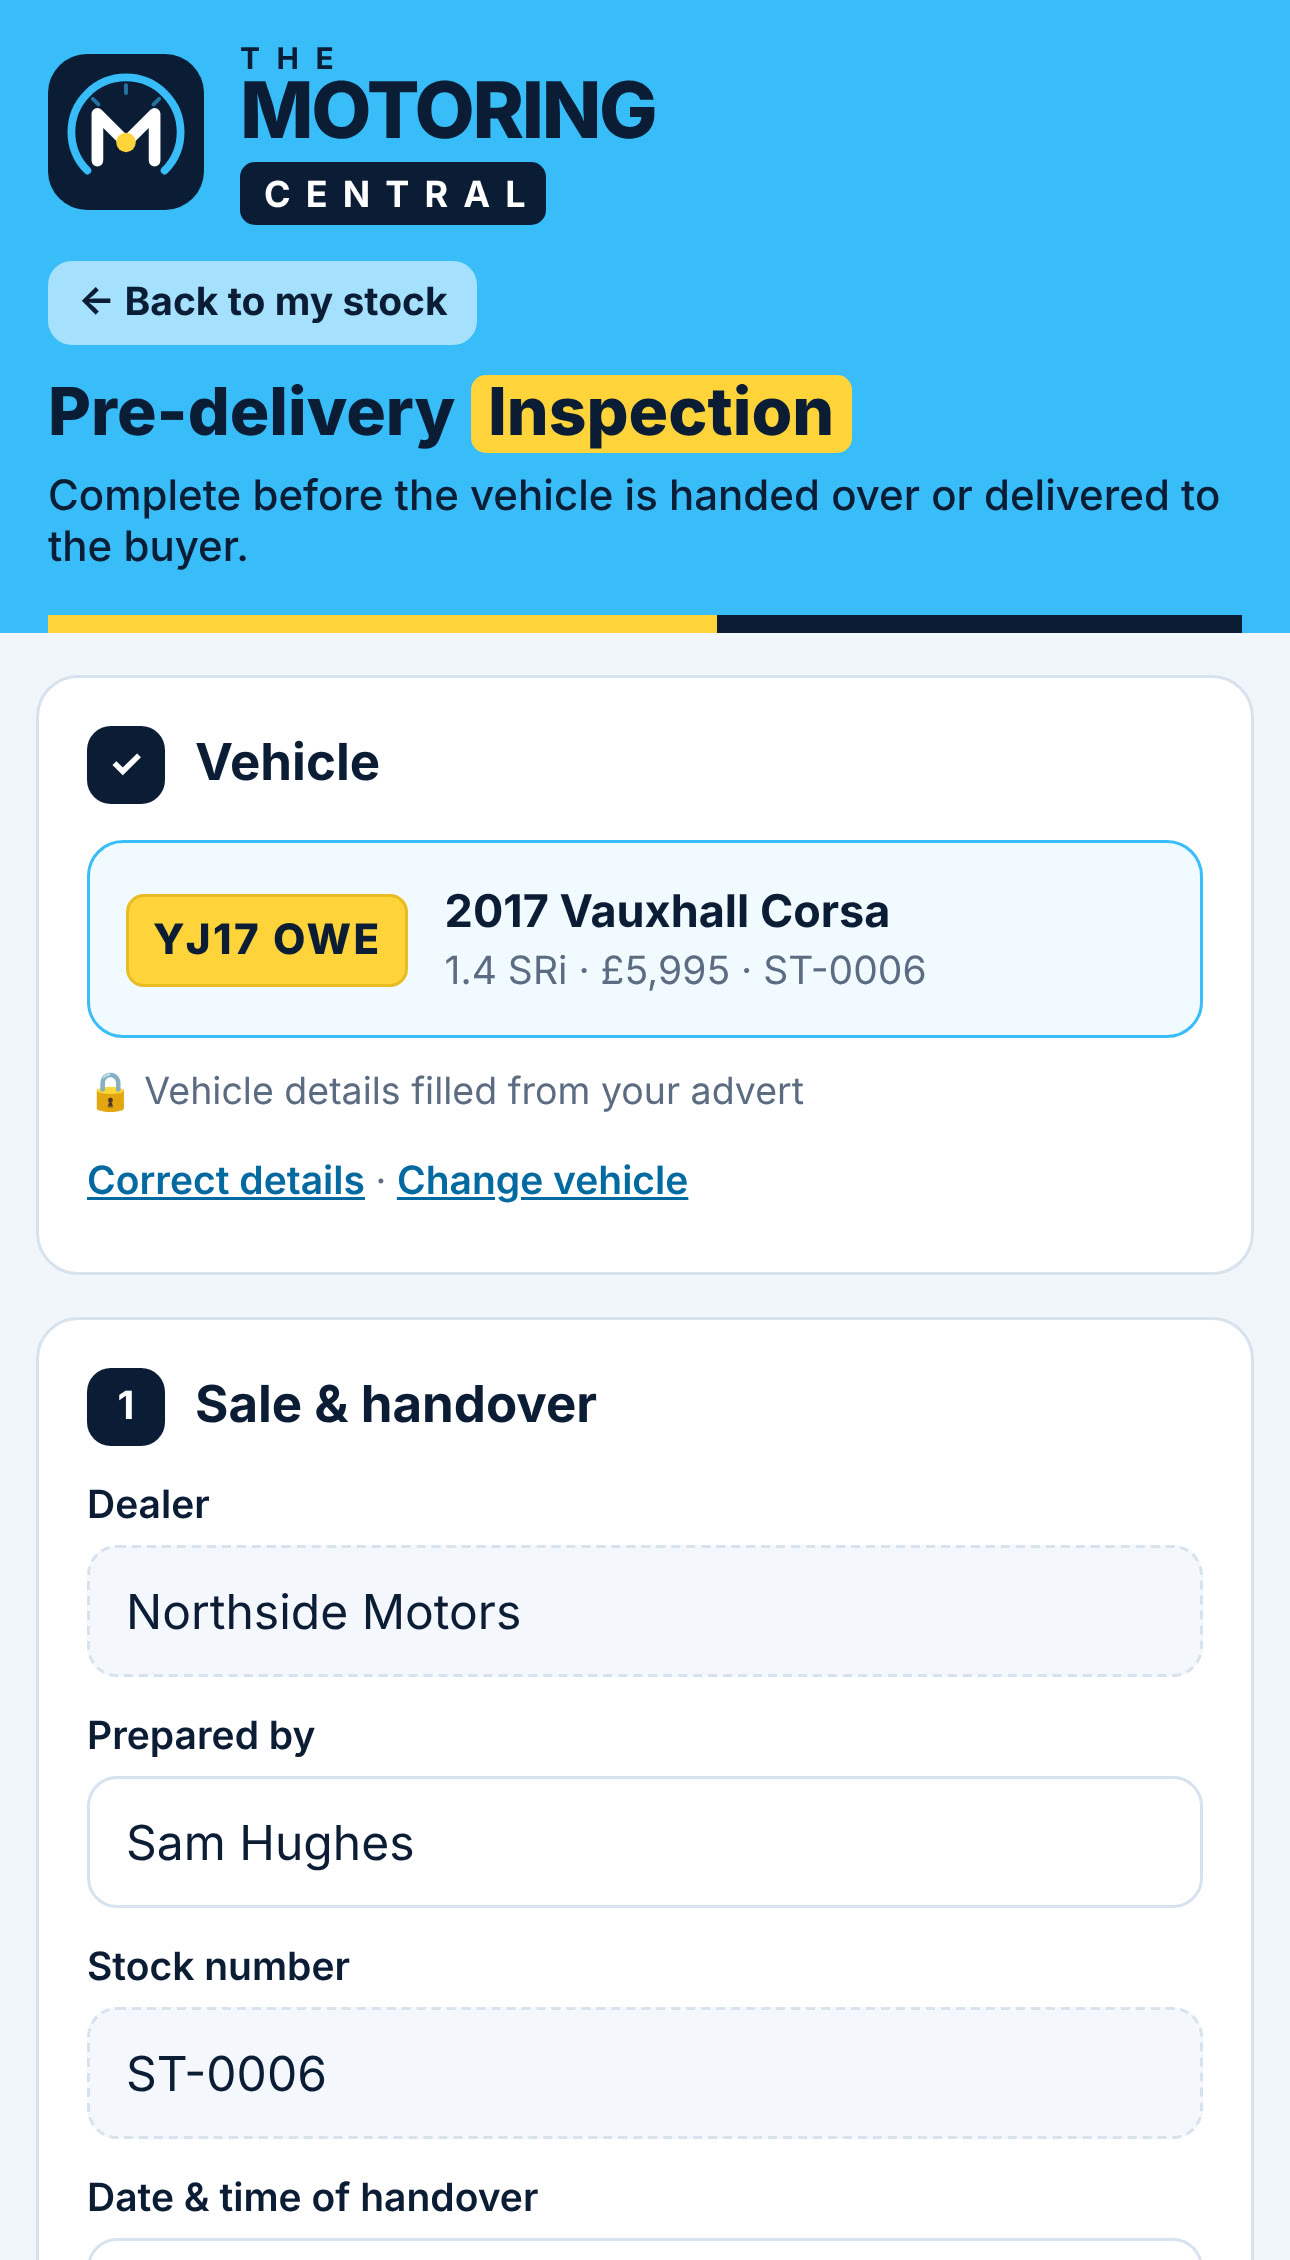 THE
MOTORING
CENTRAL
← Back to my stock
Pre-delivery Inspection
Complete before the vehicle is handed over or delivered to
the buyer.
Vehicle
YJ17 OWE
2017 Vauxhall Corsa
1.4 SRi · £5,995 · ST-0006
🔒 Vehicle details filled from your advert
Correct details · Change vehicle
1 Sale & handover
Dealer
Northside Motors
Prepared by
Sam Hughes
Stock number
ST-0006
Date & time of handover